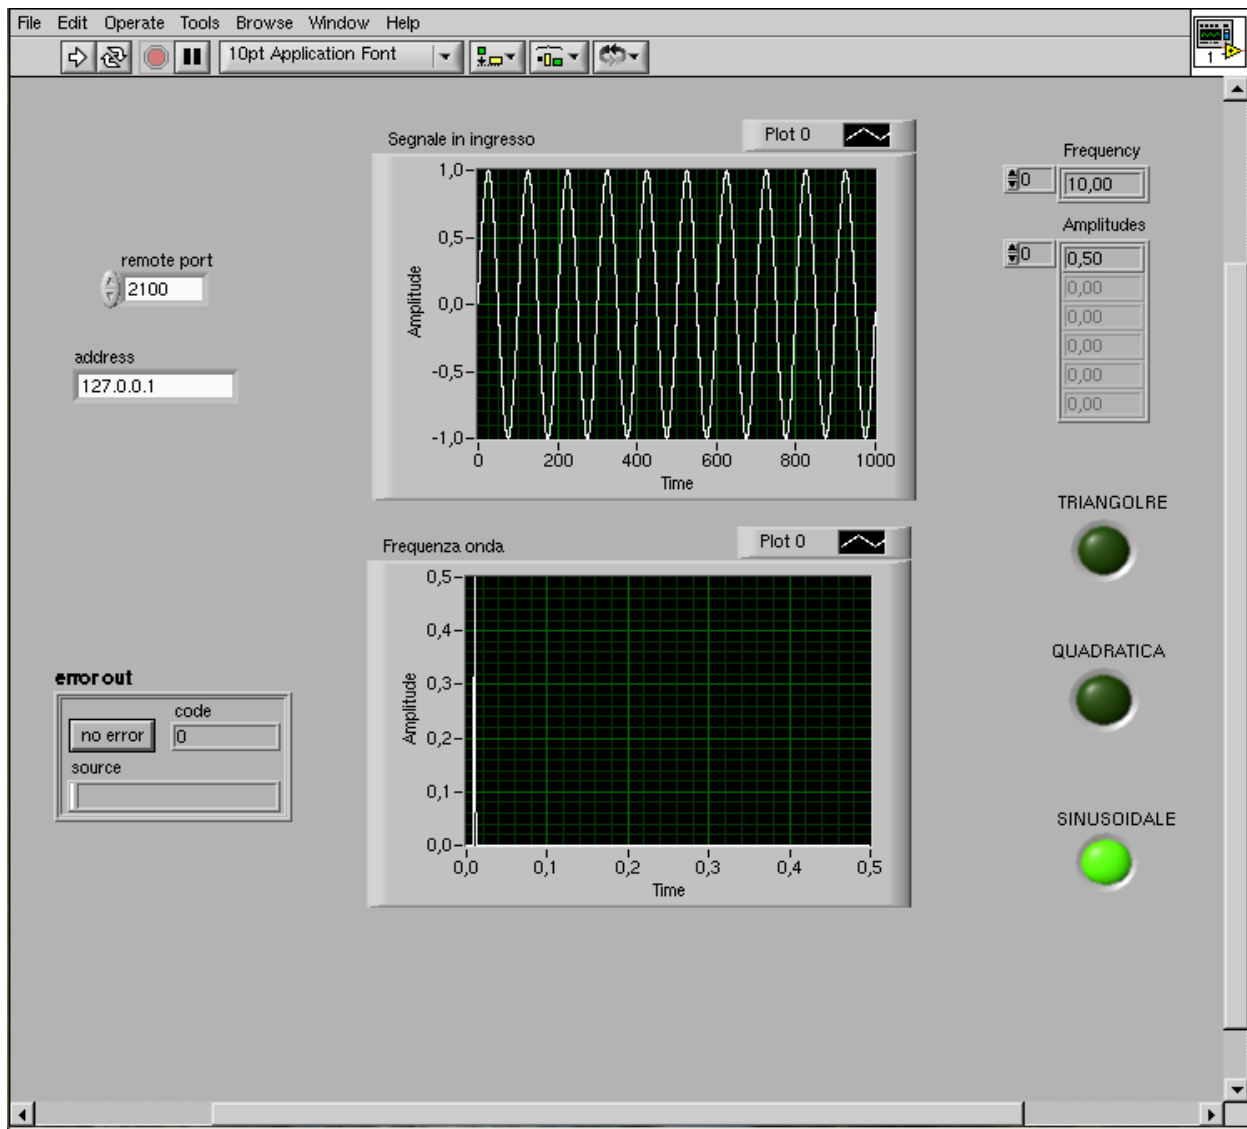 File Edit Operate Tools Browse Window Help
10pt Application Font
1
Segnale in ingresso
Plot 0
1,0
0,5
0,0
-0,5
-1,0
Amplitude
0 200 400 600 800 1000
Time
remote port
2100
address
127.0.0.1
Frequency
0 10,00
Amplitudes
0 0,50
0,00
0,00
0,00
0,00
0,00
TRIANGOLRE
Frequenza onda
Plot 0
0,5
0,4
0,3
0,2
0,1
0,0
Amplitude
0,0 0,1 0,2 0,3 0,4 0,5
Time
QUADRATICA
error out
no error
code
0
source
SINUSOIDALE